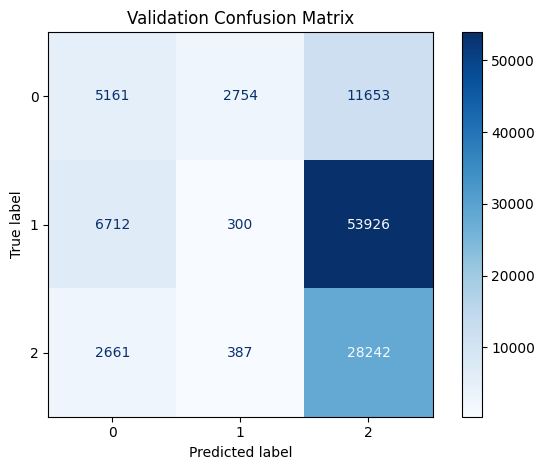 Validation Confusion Matrix
0 5161 2754 11653
1 6712 300 53926
2 2661 387 28242
0 1 2
True label
Predicted label
50000
40000
30000
20000
10000